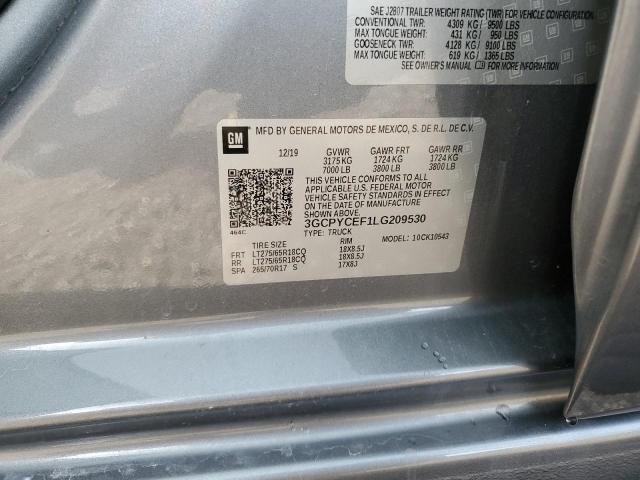 SAE J2807 TRAILER WEIGHT RATING (TWR) FOR VEHICLE CONFIGURATION
CONVENTIONAL TWR: 4309 KG / 9500 LBS
MAX TONGUE WEIGHT: 431 KG / 950 LBS
GOOSENECK TWR: 4128 KG / 9100 LBS
MAX TONGUE WEIGHT: 619 KG / 1365 LBS
SEE OWNER'S MANUAL FOR MORE INFORMATION
GM
MFD BY GENERAL MOTORS DE MEXICO, S. DE R.L. DE C.V.
12/19 GVWR GAWR FRT GAWR RR
3175 KG 1724 KG 1724 KG
7000 LB 3800 LB 3800 LB
THIS VEHICLE CONFORMS TO ALL
APPLICABLE U.S. FEDERAL MOTOR
VEHICLE SAFETY STANDARDS IN EFFECT
ON THE DATE OF MANUFACTURE SHOWN ABOVE.
3GCPYCEF1LG209530
464C
TYPE: TRUCK MODEL: 10CK10543
TIRE SIZE RIM
FRT LT275/65R18CQ 18X8.5J
RR LT275/65R18CQ 18X8.5J
SPA 265/70R17 S 17X8J